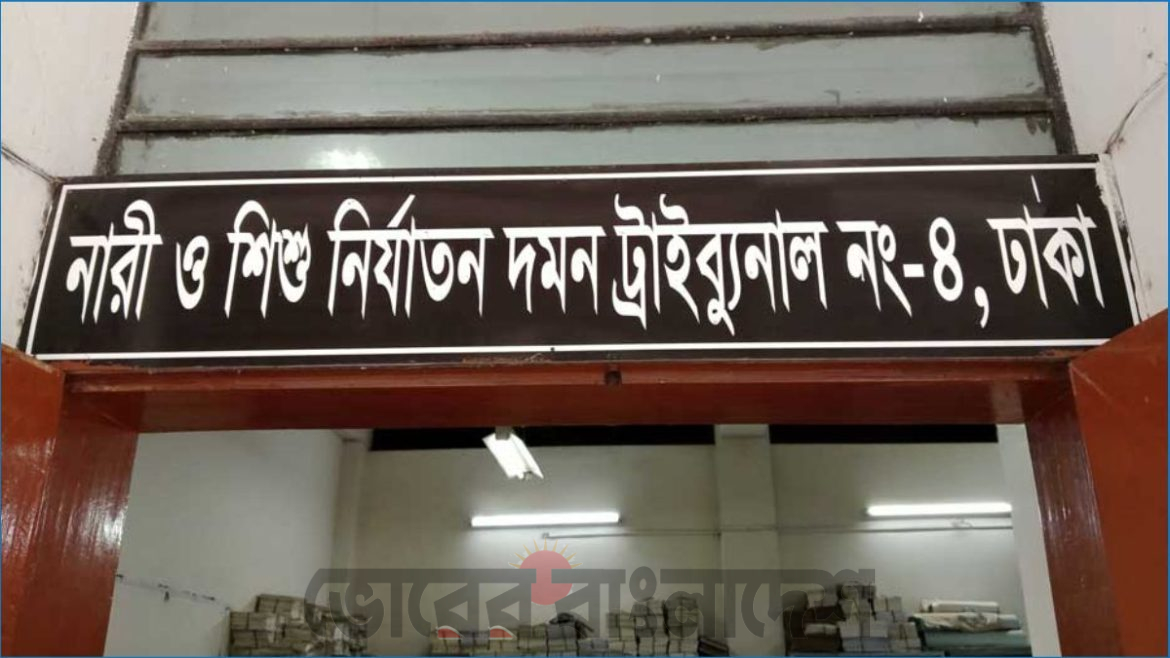 নারী ও শিশু নির্যাতন দমন ট্রাইব্যুনাল নং-৪, ঢাকা
ভোরের বাংলাদেশ